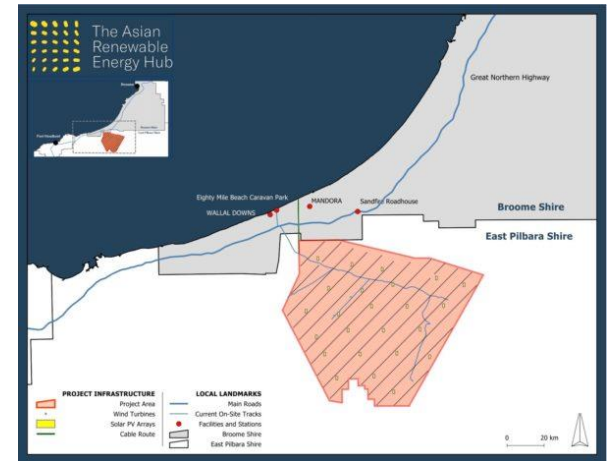 The Asian
Renewable
Energy Hub
Great Northern Highway
Eighty Mile Beach Caravan Park
MANDORA
Sandfire Roadhouse
WALLAL DOWNS
Broome Shire
East Pilbara Shire
PROJECT INFRASTRUCTURE
Project Area
Wind Turbines
Solar PV Arrays
Cable Route
LOCAL LANDMARKS
Main Roads
Current On-Site Tracks
Facilities and Stations
Broome Shire
East Pilbara Shire
0 20 km